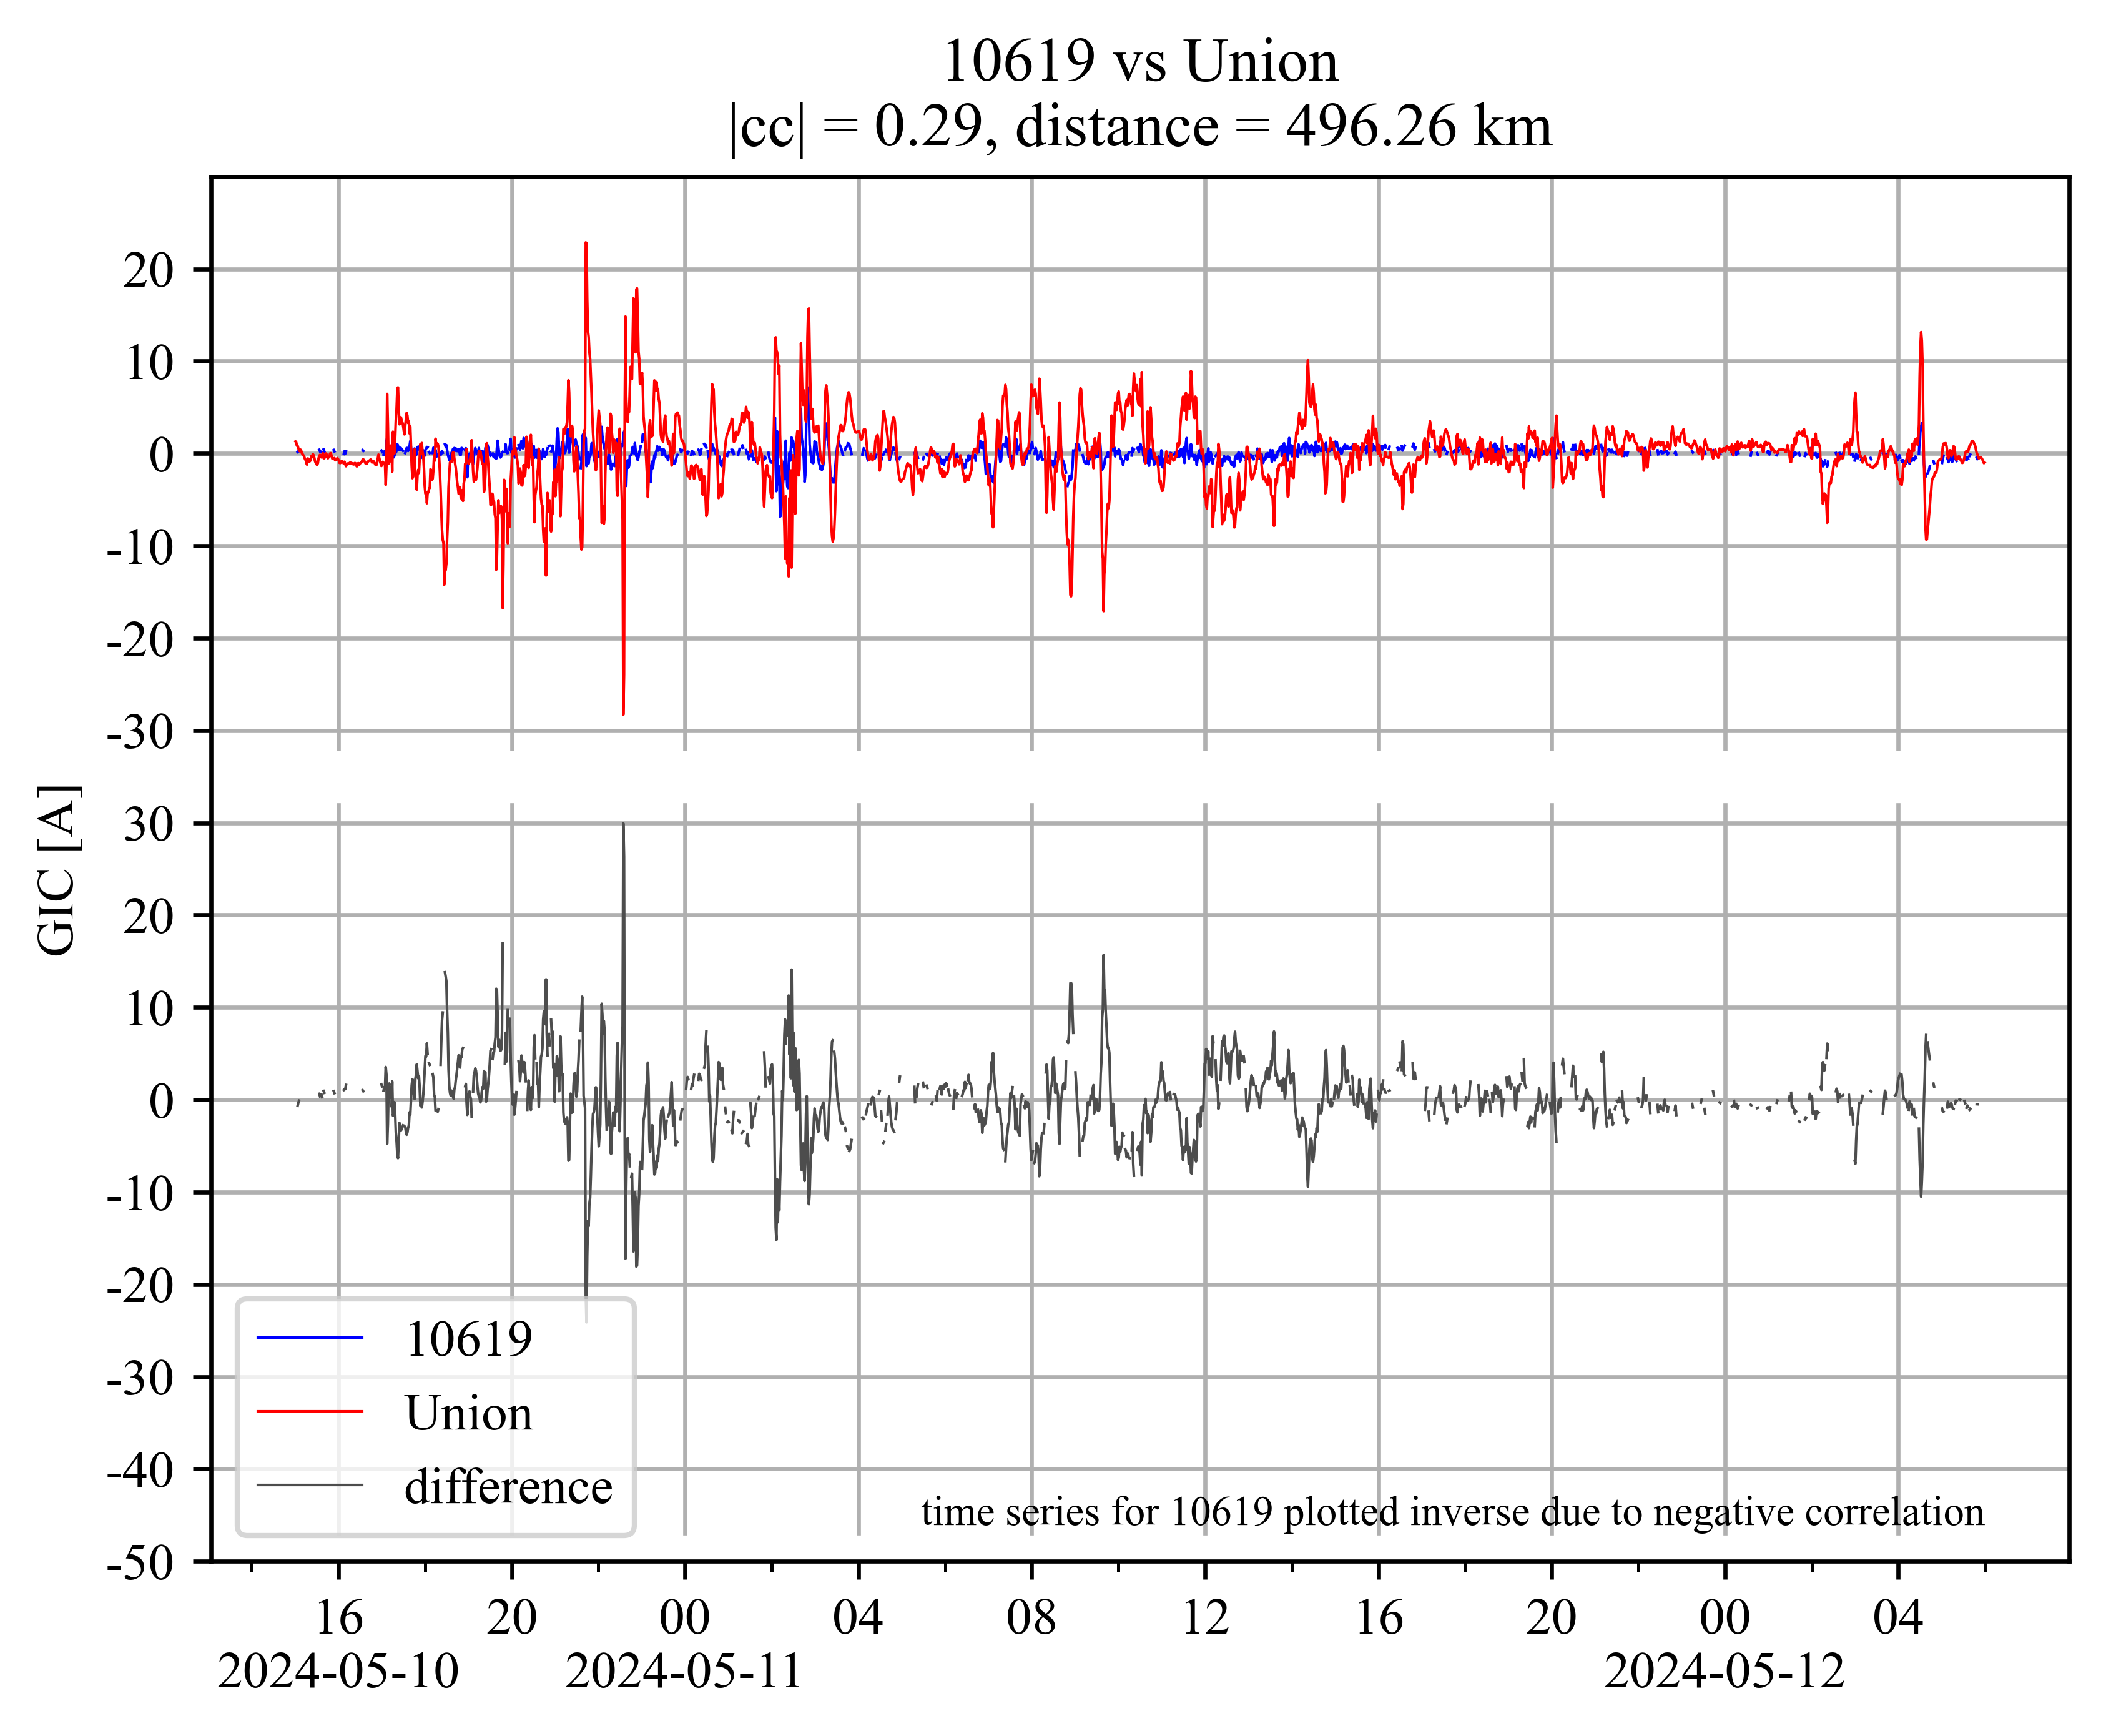 10619 vs Union
|cc| = 0.29, distance = 496.26 km
GIC [A]
20
10
0
-10
-20
-30
30
20
10
0
-10
-20
-30
-40
-50
10619
Union
difference
time series for 10619 plotted inverse due to negative correlation
16 20 00 04 08 12 16 20 00 04
2024-05-10 2024-05-11 2024-05-12